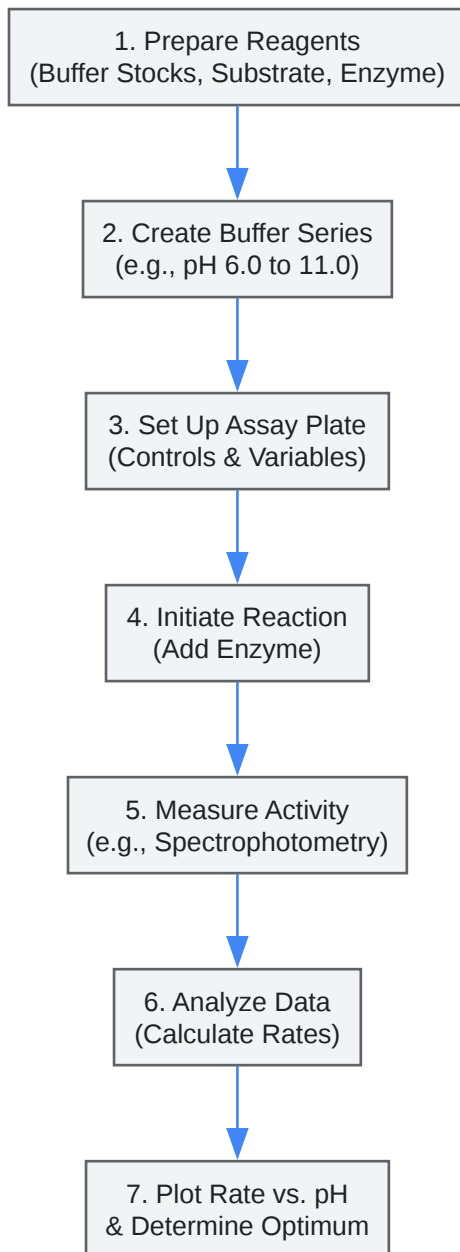 1. Prepare Reagents
(Buffer Stocks, Substrate, Enzyme)
2. Create Buffer Series
(e.g., pH 6.0 to 11.0)
3. Set Up Assay Plate
(Controls & Variables)
4. Initiate Reaction
(Add Enzyme)
5. Measure Activity
(e.g., Spectrophotometry)
6. Analyze Data
(Calculate Rates)
7. Plot Rate vs. pH
& Determine Optimum